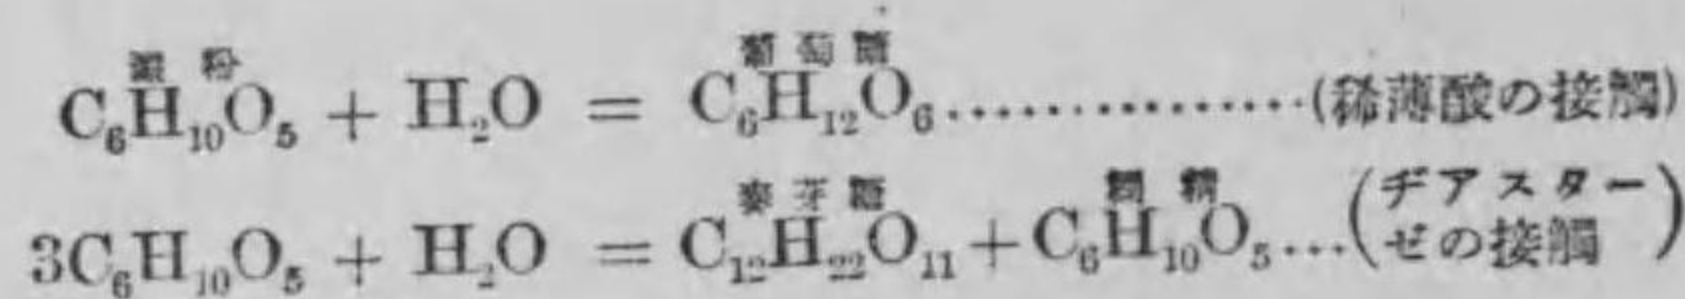 澱粉 葡萄糖
C₆H₁₀O₅ + H₂O = C₆H₁₂O₆……………(稀薄酸の接觸)
麥芽糖 糊精
3C₆H₁₀O₅ + H₂O = C₁₂H₂₂O₁₁+C₆H₁₀O₅…(ヂアスターゼの接觸)